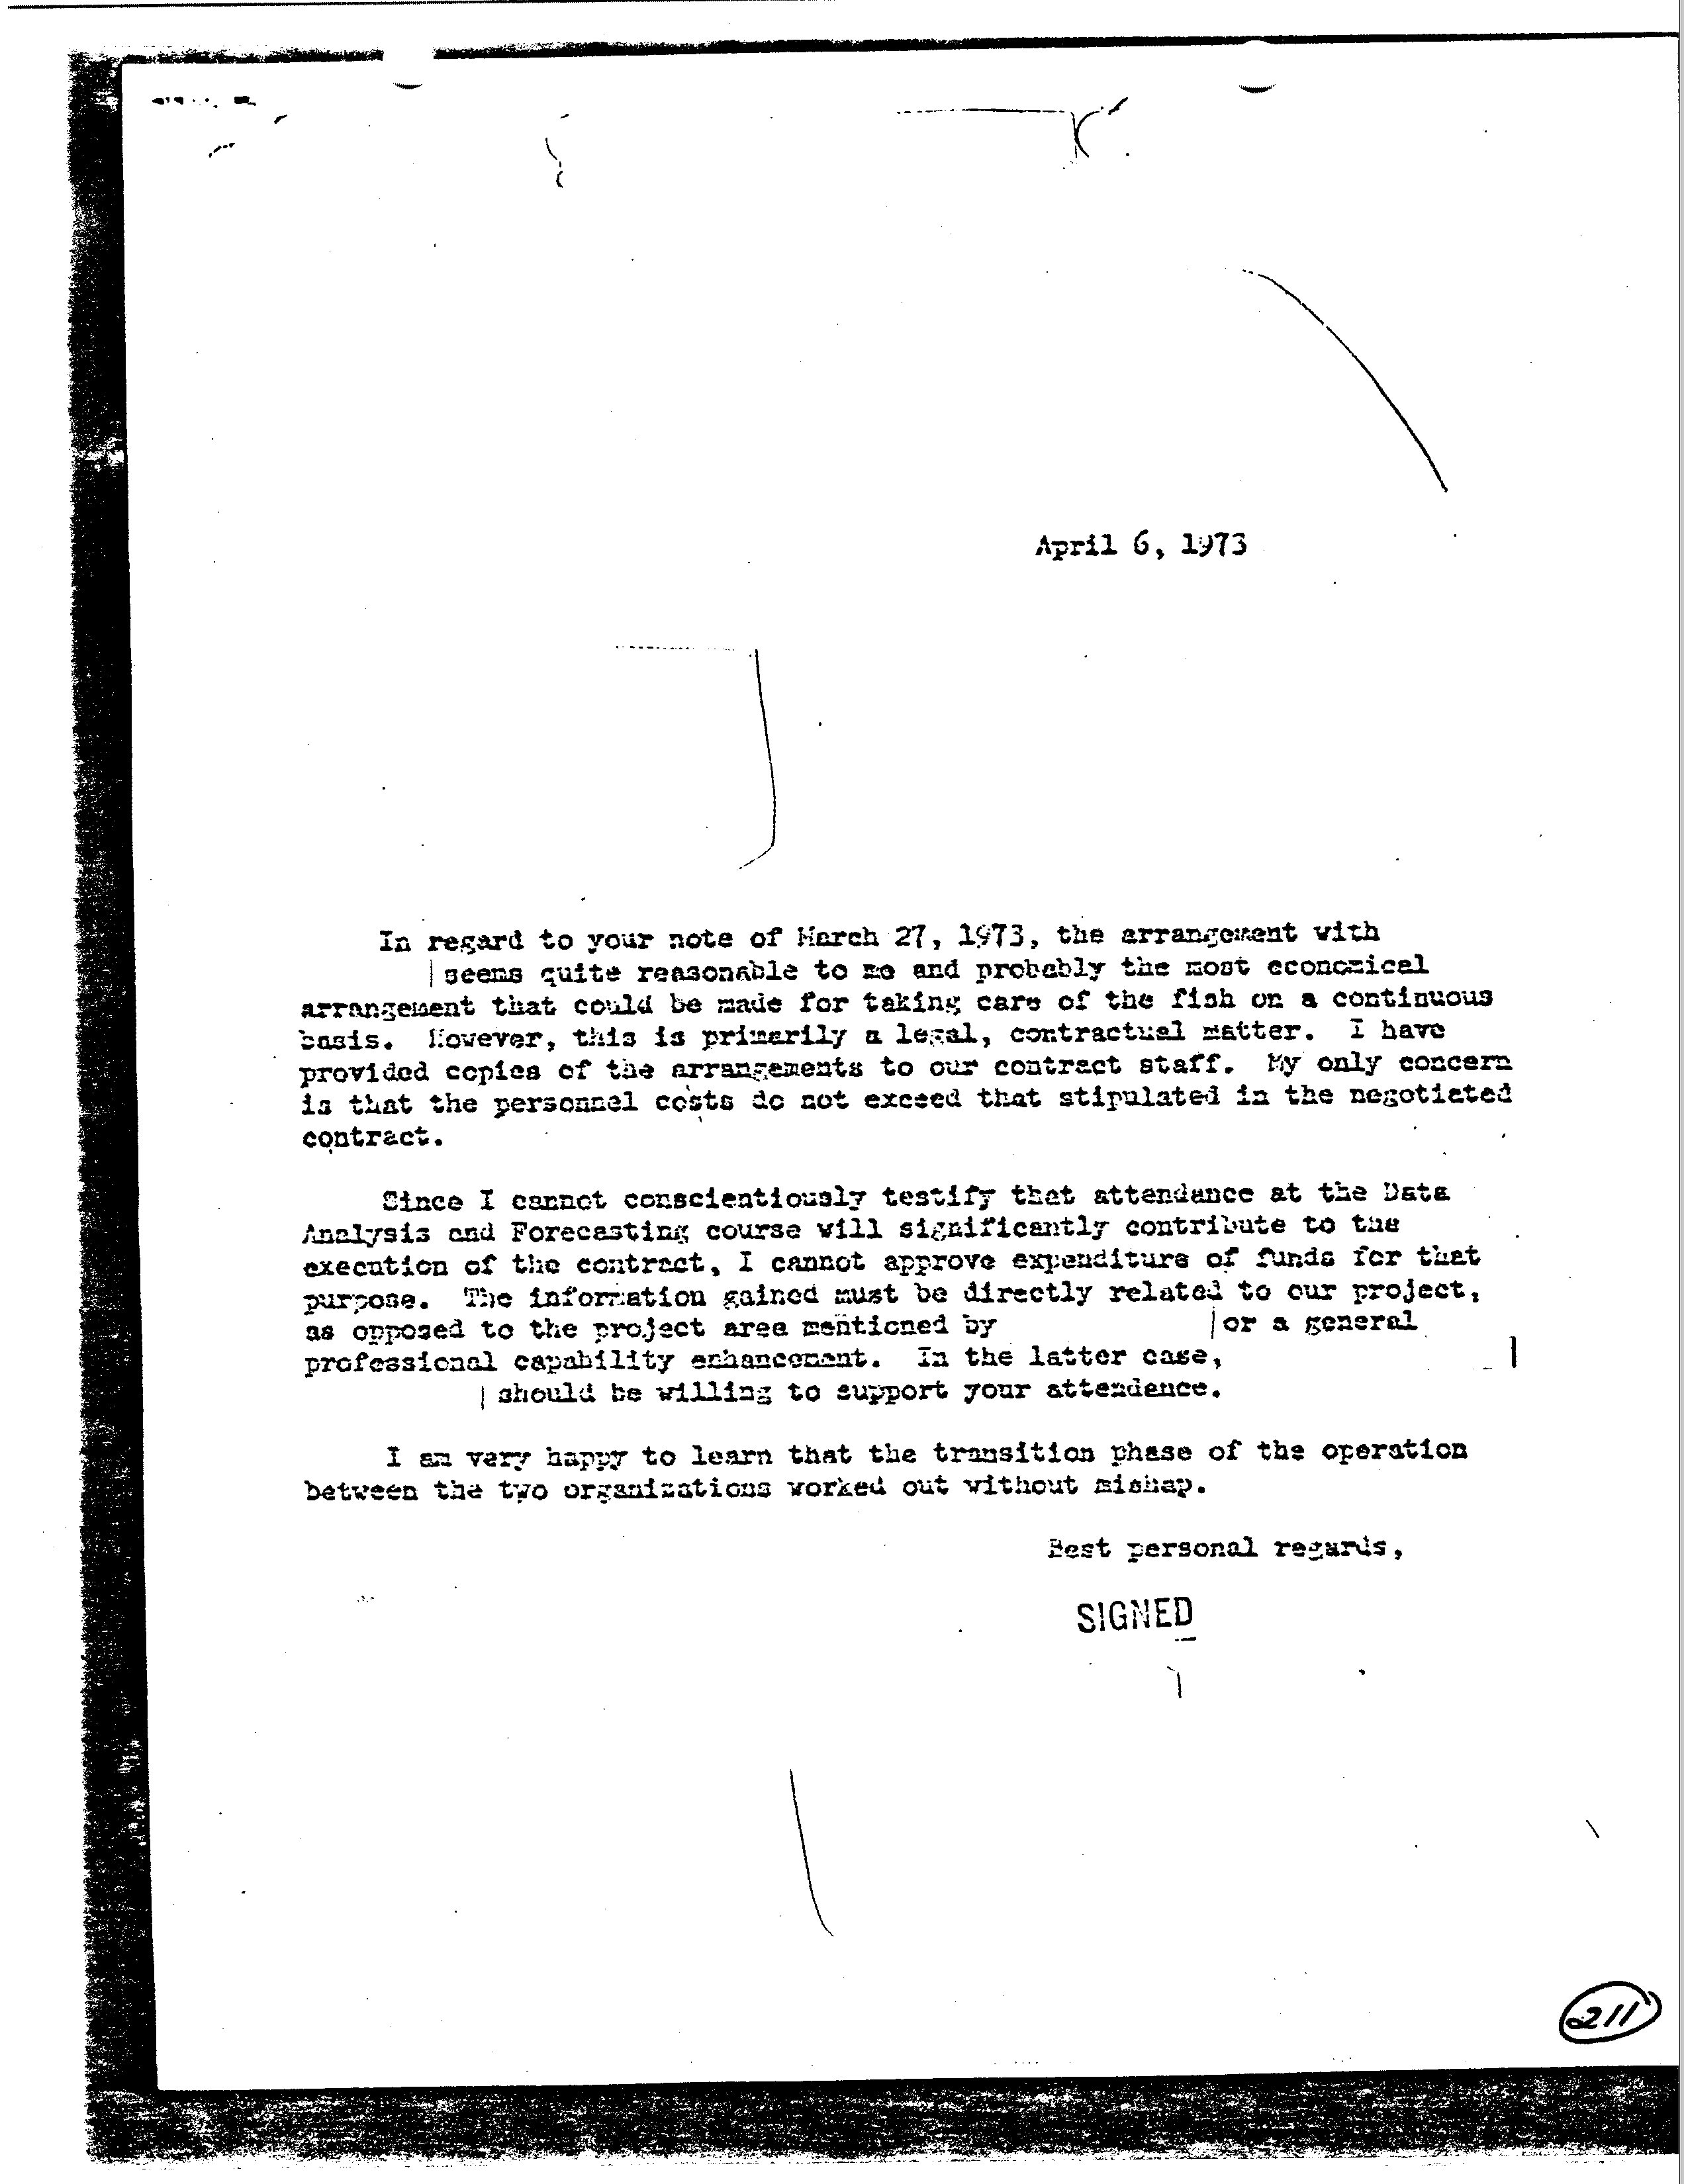 April 6, 1973
In regard to your note of March 27, 1973, the arrangement with
seems quite reasonable to me and probably the most economical
arrangement that could be made for taking care of the fish on a continuous
basis. However, this is primarily a legal, contractual matter. I have
provided copies of the arrangements to our contract staff. My only concern
is that the personnel costs do not exceed that stipulated in the negotiated
contract.
Since I cannot conscientiously testify that attendance at the Data
Analysis and Forecasting course will significantly contribute to the
execution of the contract, I cannot approve expenditure of funds for that
purpose. The information gained must be directly related to our project,
as opposed to the project area mentioned by or a general
professional capability enhancement. In the latter case,
should be willing to support your attendance.
I am very happy to learn that the transition phase of the operation
between the two organizations worked out without mishap.
Best personal regards,
SIGNED
211